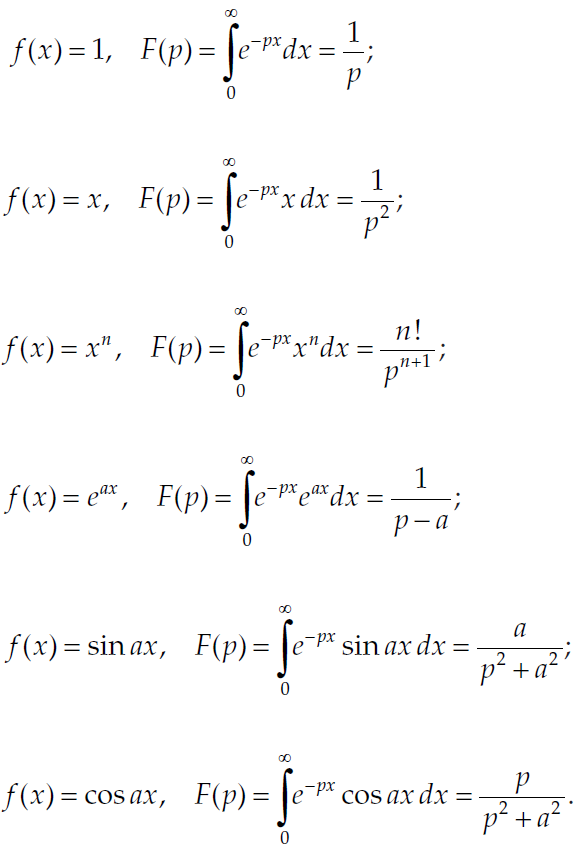 f(x) = 1, F(p) = ∫₀^∞ e^{-px} dx = 1/p;
f(x) = x, F(p) = ∫₀^∞ e^{-px} x dx = 1/p²;
f(x) = xⁿ, F(p) = ∫₀^∞ e^{-px} xⁿ dx = n!/p^{n+1};
f(x) = e^{ax}, F(p) = ∫₀^∞ e^{-px} e^{ax} dx = 1/(p − a);
f(x) = sin ax, F(p) = ∫₀^∞ e^{-px} sin ax dx = a/(p² + a²);
f(x) = cos ax, F(p) = ∫₀^∞ e^{-px} cos ax dx = p/(p² + a²).